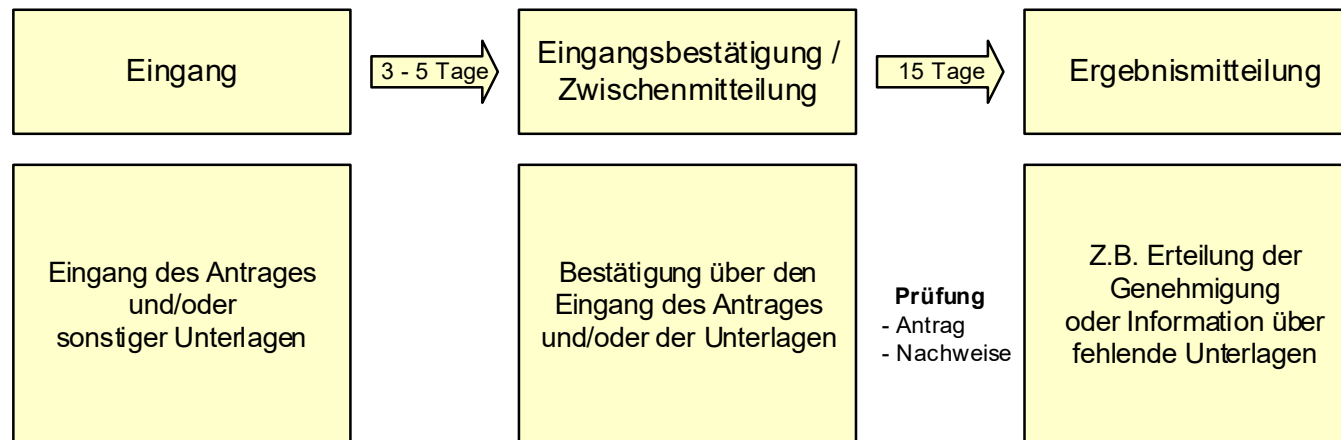 Eingang
3 - 5 Tage
Eingangsbestätigung /
Zwischenmitteilung
15 Tage
Ergebnismitteilung
Eingang des Antrages
und/oder
sonstiger Unterlagen
Bestätigung über den
Eingang des Antrages
und/oder der Unterlagen
Prüfung
- Antrag
- Nachweise
Z.B. Erteilung der
Genehmigung
oder Information über
fehlende Unterlagen